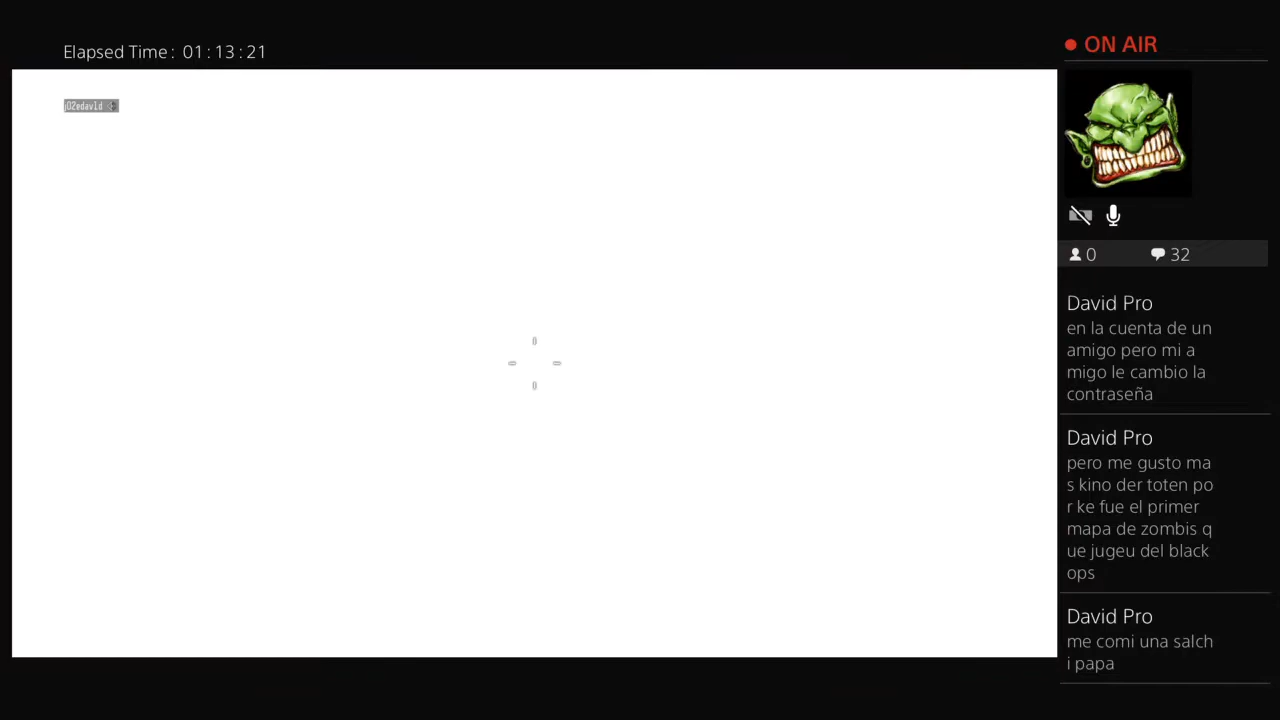 Elapsed Time: 01:13:21
ON AIR
j02edav1d
0 32
David Pro
en la cuenta de un
amigo pero mi a
migo le cambio la
contraseña
David Pro
pero me gusto ma
s kino der toten po
r ke fue el primer
mapa de zombis q
ue jugeu del black
ops
David Pro
me comi una salch
i papa